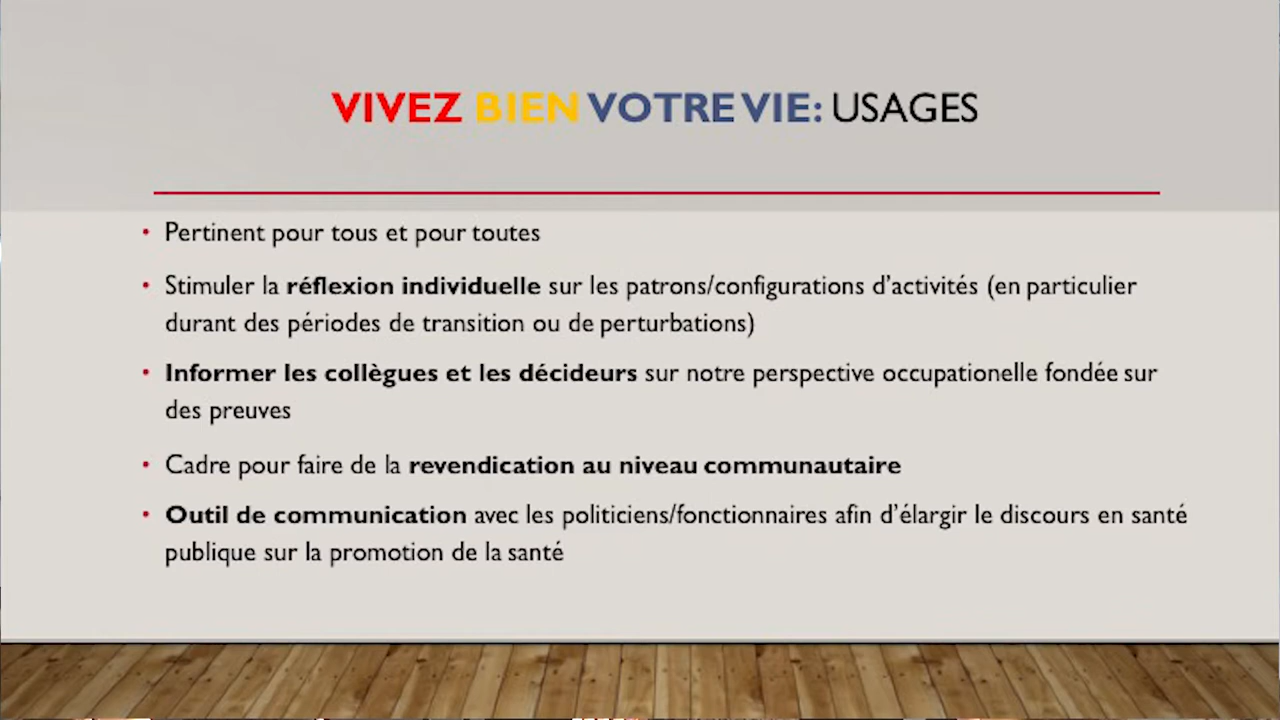 VIVEZ BIEN VOTRE VIE: USAGES
• Pertinent pour tous et pour toutes
• Stimuler la réflexion individuelle sur les patrons/configurations d'activités (en particulier
durant des périodes de transition ou de perturbations)
• Informer les collègues et les décideurs sur notre perspective occupationelle fondée sur
des preuves
• Cadre pour faire de la revendication au niveau communautaire
• Outil de communication avec les politiciens/fonctionnaires afin d'élargir le discours en santé
publique sur la promotion de la santé